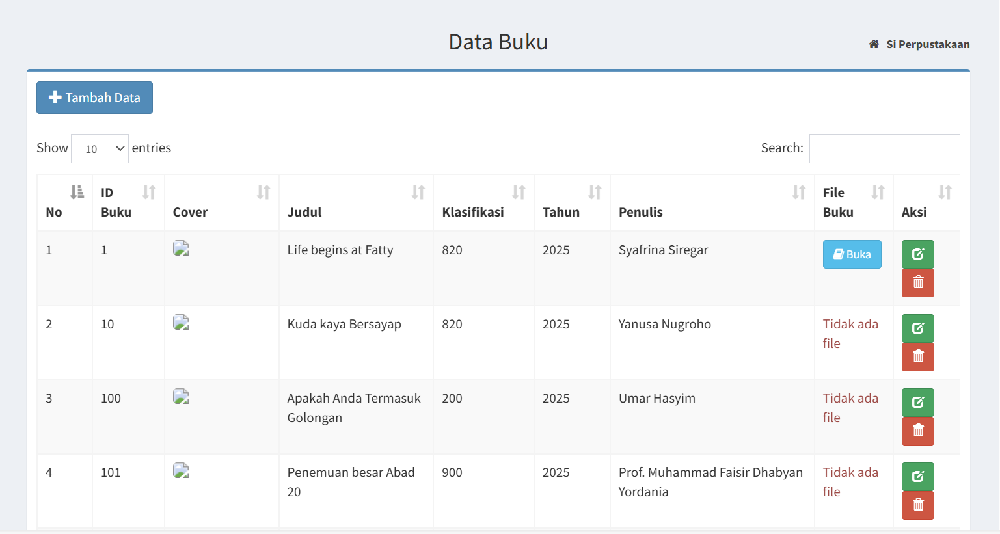 Data Buku
Si Perpustakaan
Tambah Data
Show 10 entries
Search:
No ID Buku Cover Judul Klasifikasi Tahun Penulis File Buku Aksi
1 1 Life begins at Fatty 820 2025 Syafrina Siregar Buka
2 10 Kuda kaya Bersayap 820 2025 Yanusa Nugroho Tidak ada file
3 100 Apakah Anda Termasuk Golongan 200 2025 Umar Hasyim Tidak ada file
4 101 Penemuan besar Abad 20 900 2025 Prof. Muhammad Faisir Dhabyan Yordania Tidak ada file